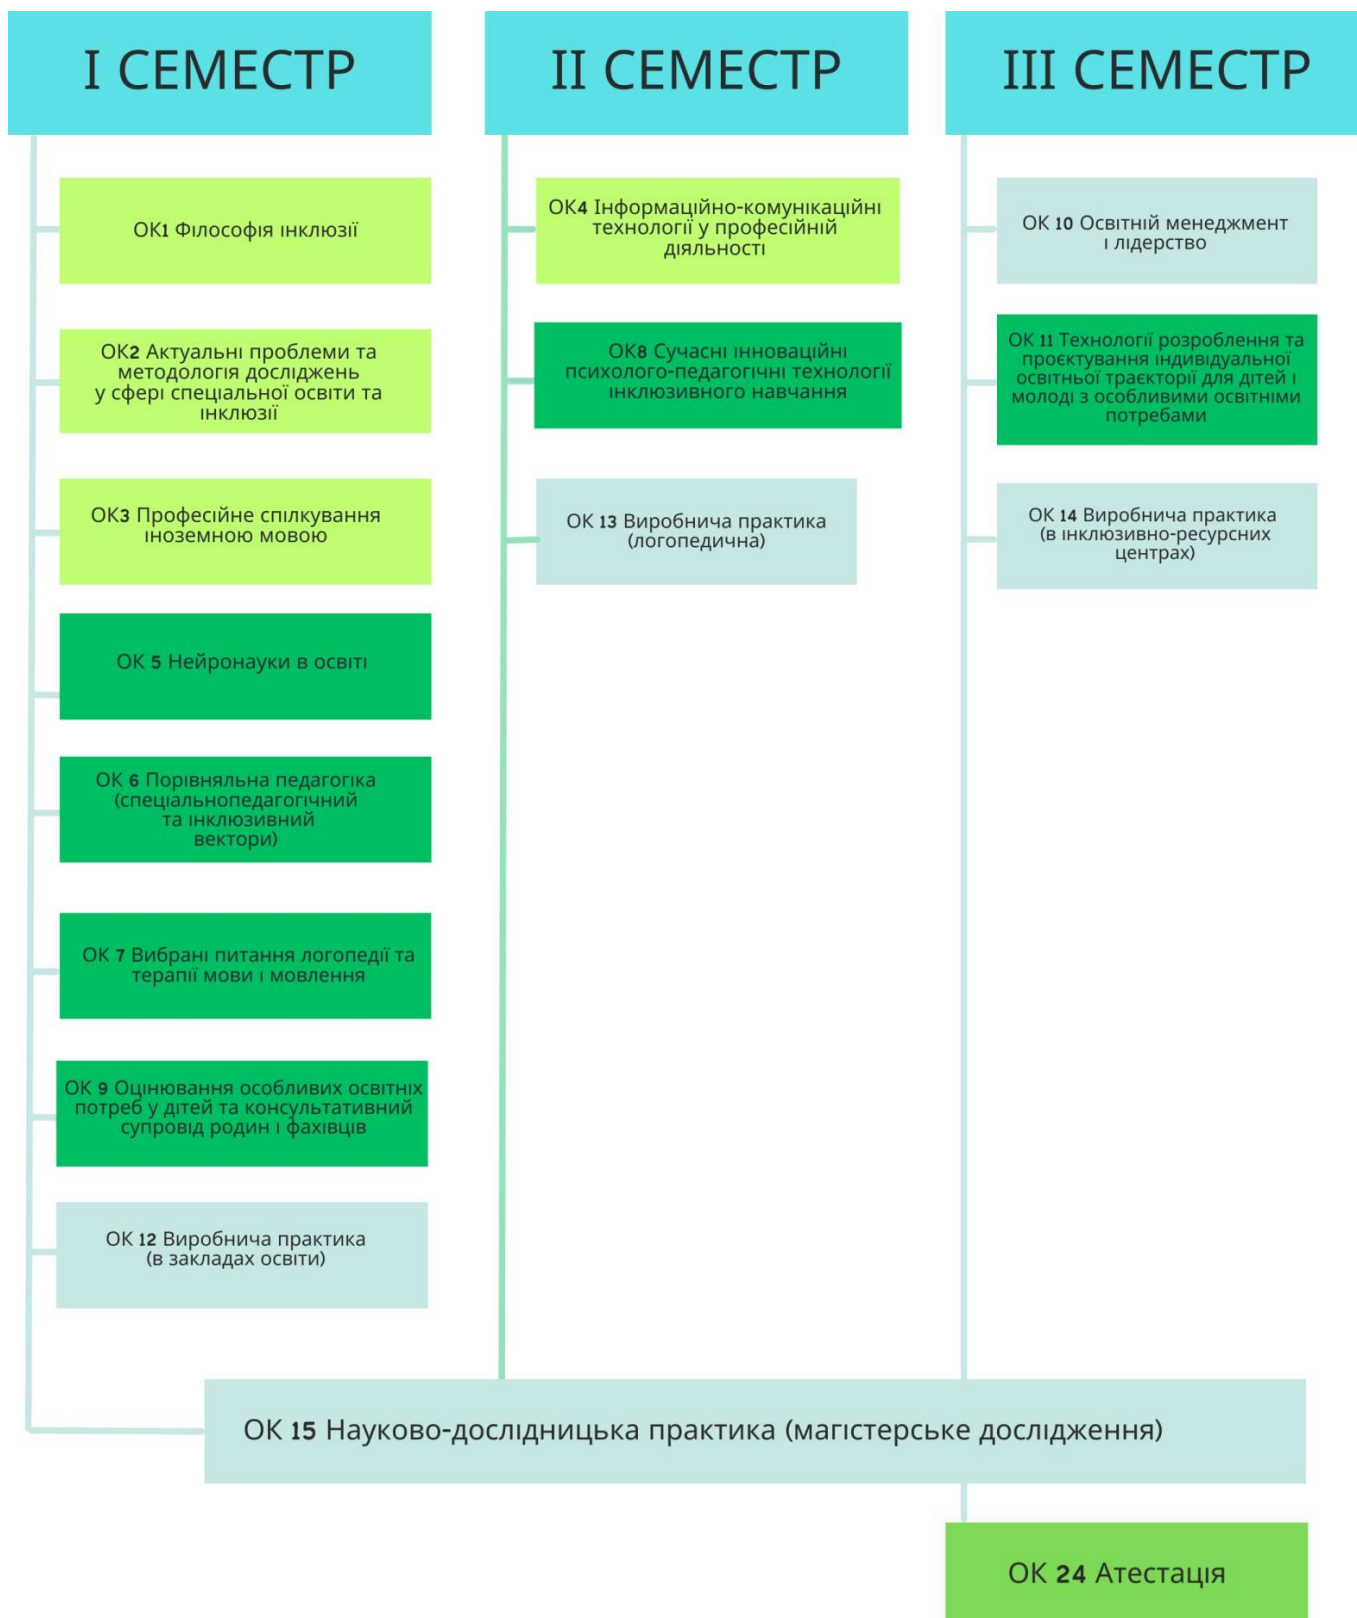 І СЕМЕСТР
ОК1 Філософія інклюзії
ОК2 Актуальні проблеми та
методологія досліджень
у сфері спеціальної освіти та
інклюзії
ОК3 Професійне спілкування
іноземною мовою
ОК 5 Нейронауки в освіті
ОК 6 Порівняльна педагогіка
(спеціальнопедагогічний
та інклюзивний
вектори)
ОК 7 Вибрані питання логопедії та
терапії мови і мовлення
ОК 9 Оцінювання особливих освітніх
потреб у дітей та консультативний
супровід родин і фахівців
ОК 12 Виробнича практика
(в закладах освіти)
ІІ СЕМЕСТР
ОК4 Інформаційно-комунікаційні
технології у професійній
діяльності
ОК8 Сучасні інноваційні
психолого-педагогічні технології
інклюзивного навчання
ОК 13 Виробнича практика
(логопедична)
ІІІ СЕМЕСТР
ОК 10 Освітній менеджмент
і лідерство
ОК 11 Технології розроблення та
проєктування індивідуальної
освітньої траєкторії для дітей і
молоді з особливими освітніми
потребами
ОК 14 Виробнича практика
(в інклюзивно-ресурсних
центрах)
ОК 15 Науково-дослідницька практика (магістерське дослідження)
ОК 24 Атестація